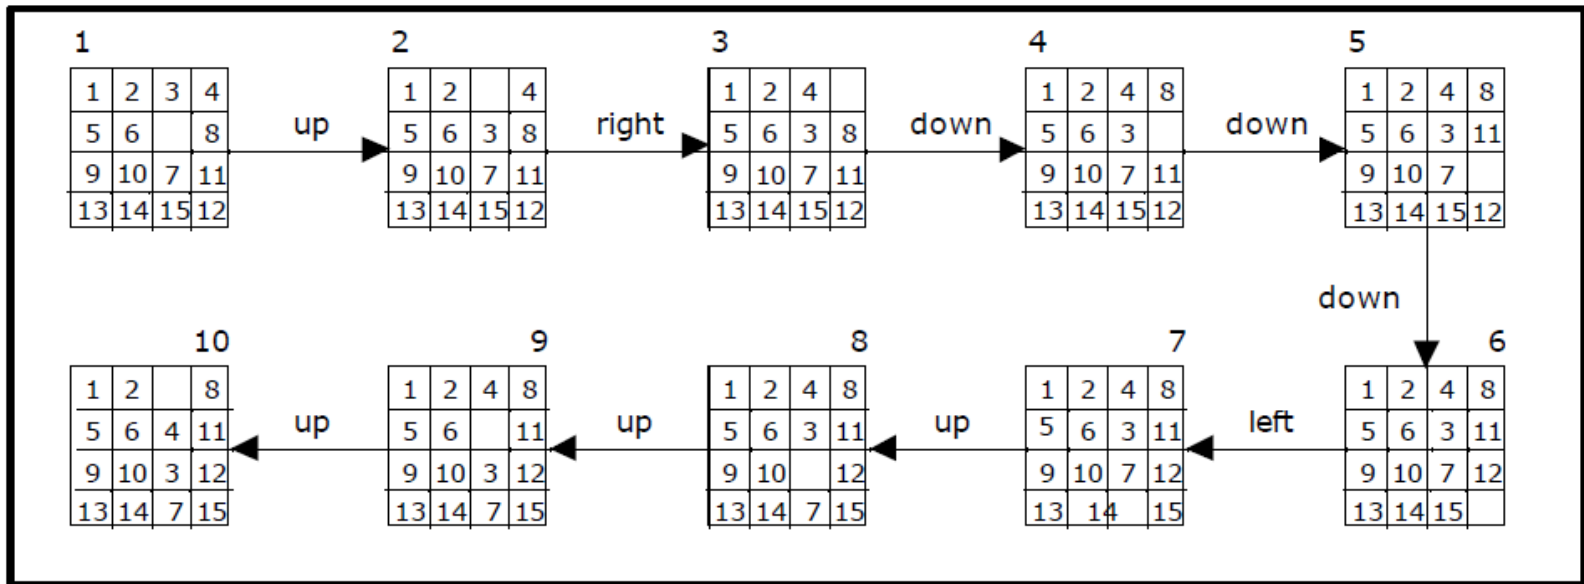 1 2 3 4 5
1 2 3 4
5 6 8
9 10 7 11
13 14 15 12
up
1 2 4
5 6 3 8
9 10 7 11
13 14 15 12
right
1 2 4
5 6 3 8
9 10 7 11
13 14 15 12
down
1 2 4 8
5 6 3
9 10 7 11
13 14 15 12
down
1 2 4 8
5 6 3 11
9 10 7
13 14 15 12
down
10 9 8 7 6
1 2 8
5 6 4 11
9 10 3 12
13 14 7 15
up
1 2 4 8
5 6 11
9 10 3 12
13 14 7 15
up
1 2 4 8
5 6 3 11
9 10 12
13 14 7 15
up
1 2 4 8
5 6 3 11
9 10 7 12
13 14 15
left
1 2 4 8
5 6 3 11
9 10 7 12
13 14 15